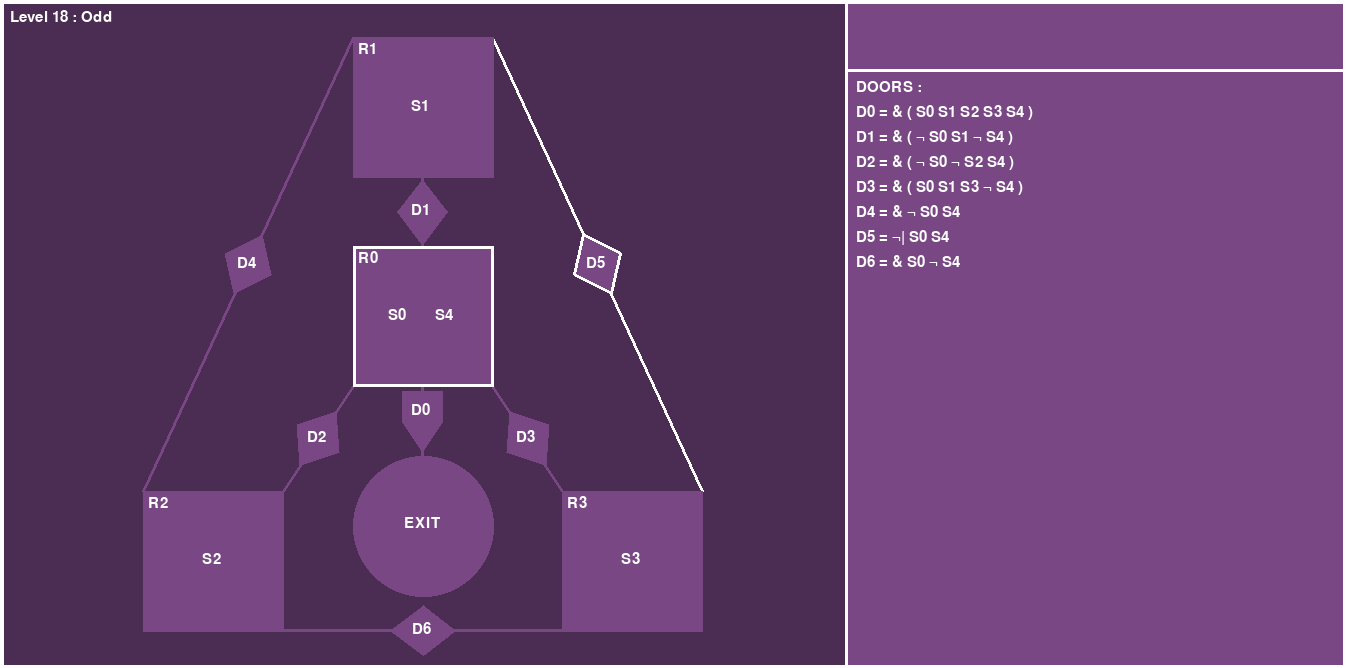 Level 18 : Odd
R1
S1
D1
D4
R0
D5
S0 S4
D0
D2
D3
R2
R3
EXIT
S2
S3
D6
DOORS :
D0 = & ( S0 S1 S2 S3 S4 )
D1 = & ( ¬ S0 S1 ¬ S4 )
D2 = & ( ¬ S0 ¬ S2 S4 )
D3 = & ( S0 S1 S3 ¬ S4 )
D4 = & ¬ S0 S4
D5 = ¬| S0 S4
D6 = & S0 ¬ S4